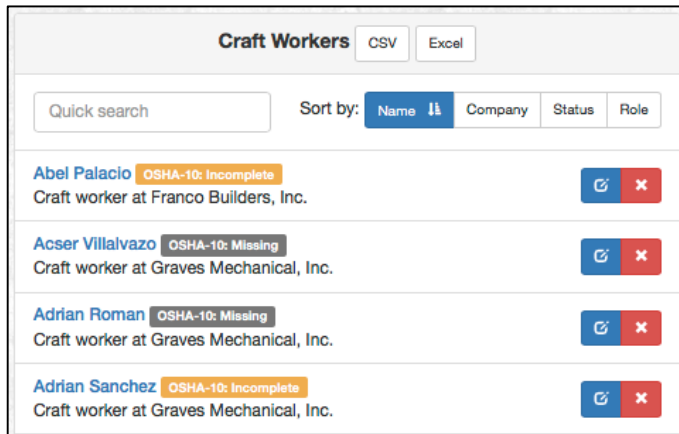 Craft Workers CSV Excel
Quick search Sort by: Name Company Status Role
Abel Palacio OSHA-10: Incomplete
Craft worker at Franco Builders, Inc.
Acser Villalvazo OSHA-10: Missing
Craft worker at Graves Mechanical, Inc.
Adrian Roman OSHA-10: Missing
Craft worker at Graves Mechanical, Inc.
Adrian Sanchez OSHA-10: Incomplete
Craft worker at Graves Mechanical, Inc.